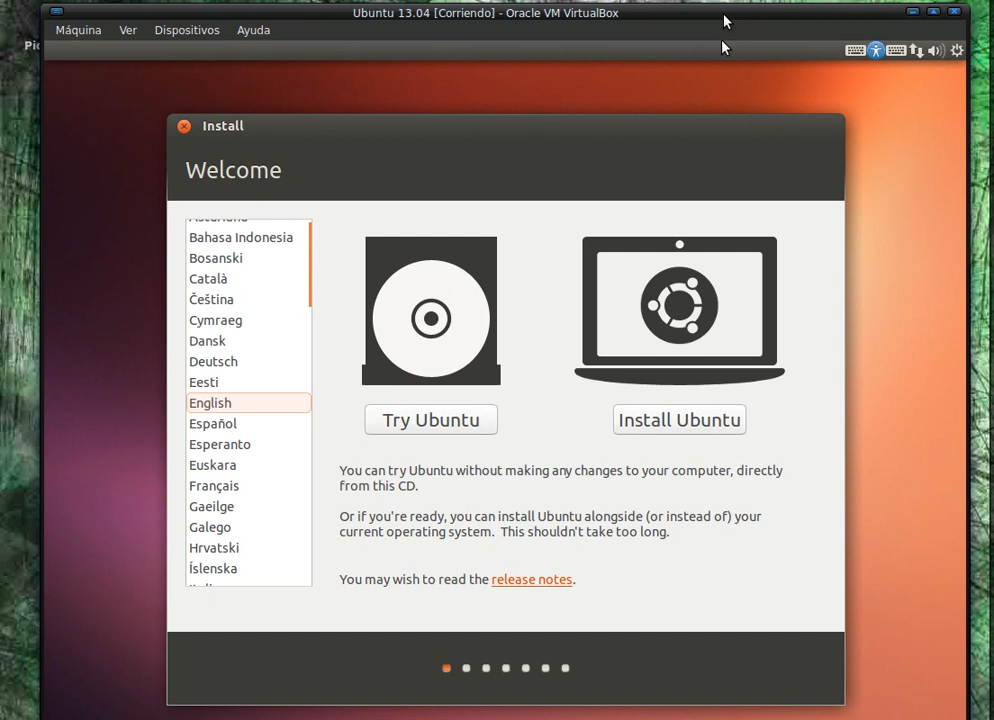 Ubuntu 13.04 [Corriendo] - Oracle VM VirtualBox
Máquina Ver Dispositivos Ayuda
Install
Welcome
Asturianu
Bahasa Indonesia
Bosanski
Català
Čeština
Cymraeg
Dansk
Deutsch
Eesti
English
Español
Esperanto
Euskara
Français
Gaeilge
Galego
Hrvatski
Íslenska
Try Ubuntu
Install Ubuntu
You can try Ubuntu without making any changes to your computer, directly
from this CD.
Or if you're ready, you can install Ubuntu alongside (or instead of) your
current operating system. This shouldn't take too long.
You may wish to read the release notes.